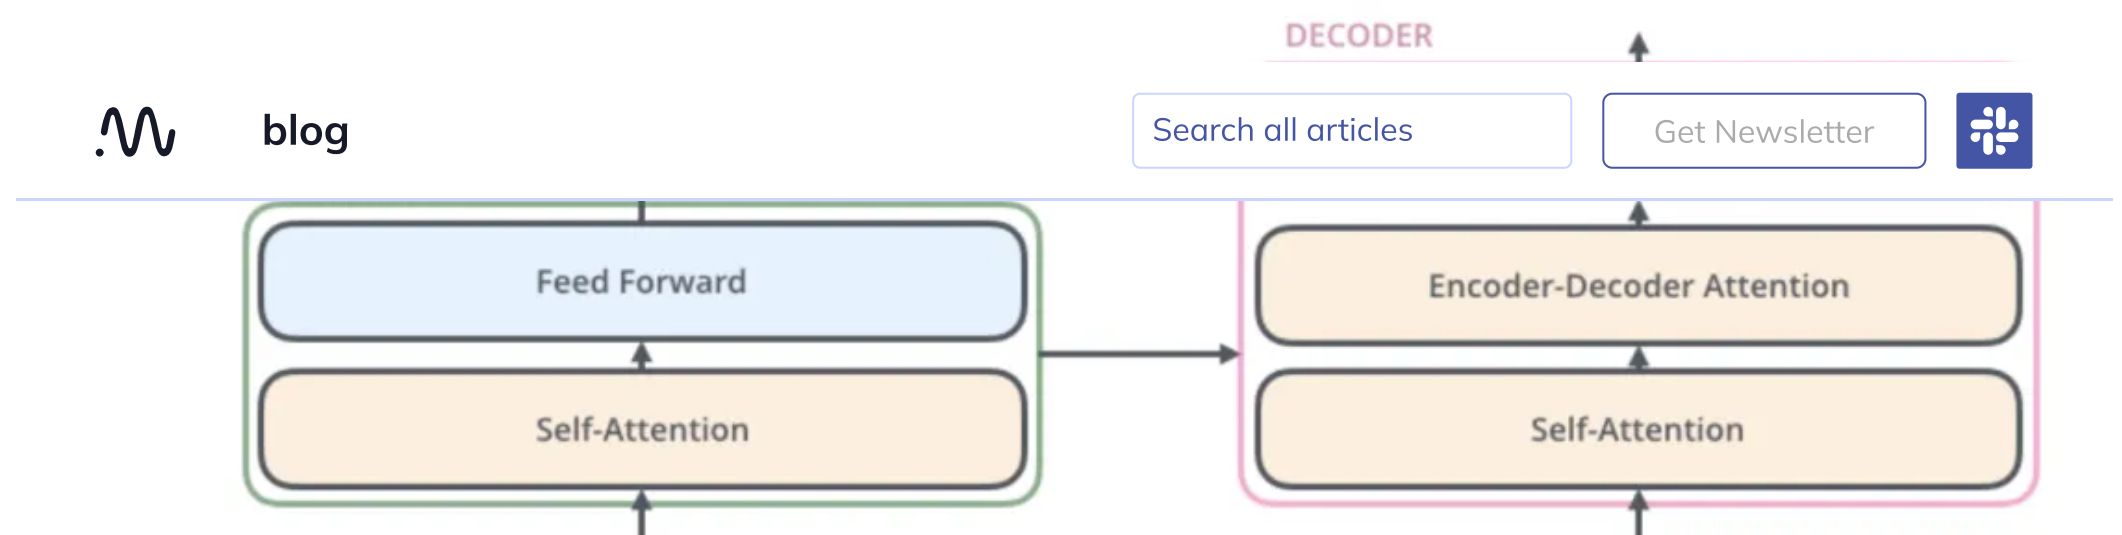 DECODER
blog
Search all articles
Get Newsletter
Feed Forward
Encoder-Decoder Attention
Self-Attention
Self-Attention